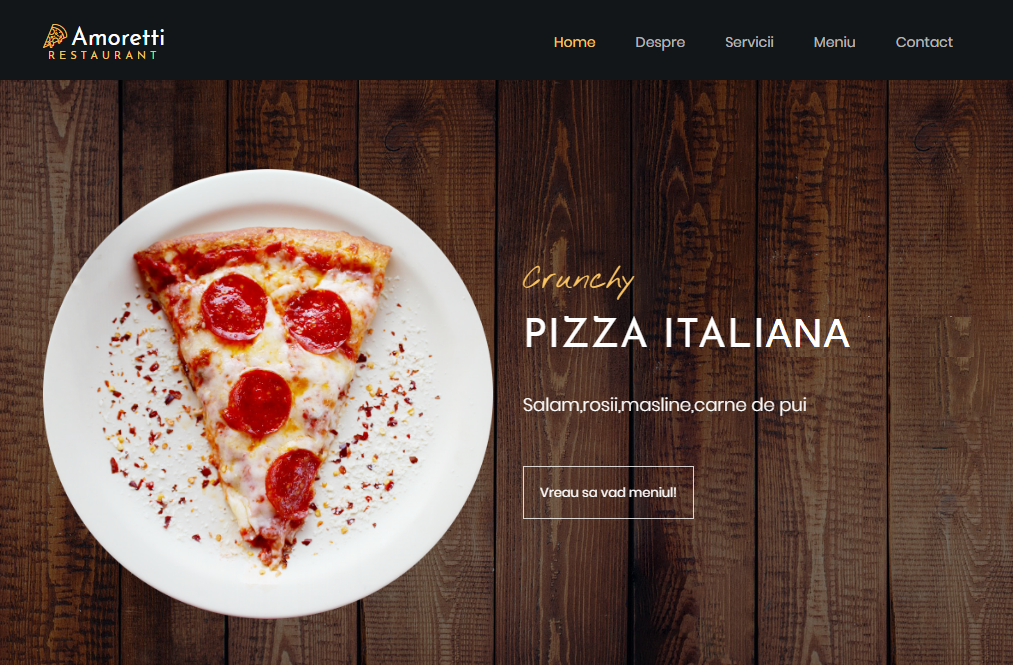 Amoretti
RESTAURANT
Home Despre Servicii Meniu Contact
Crunchy
PIZZA ITALIANA
Salam,rosii,masline,carne de pui
Vreau sa vad meniul!